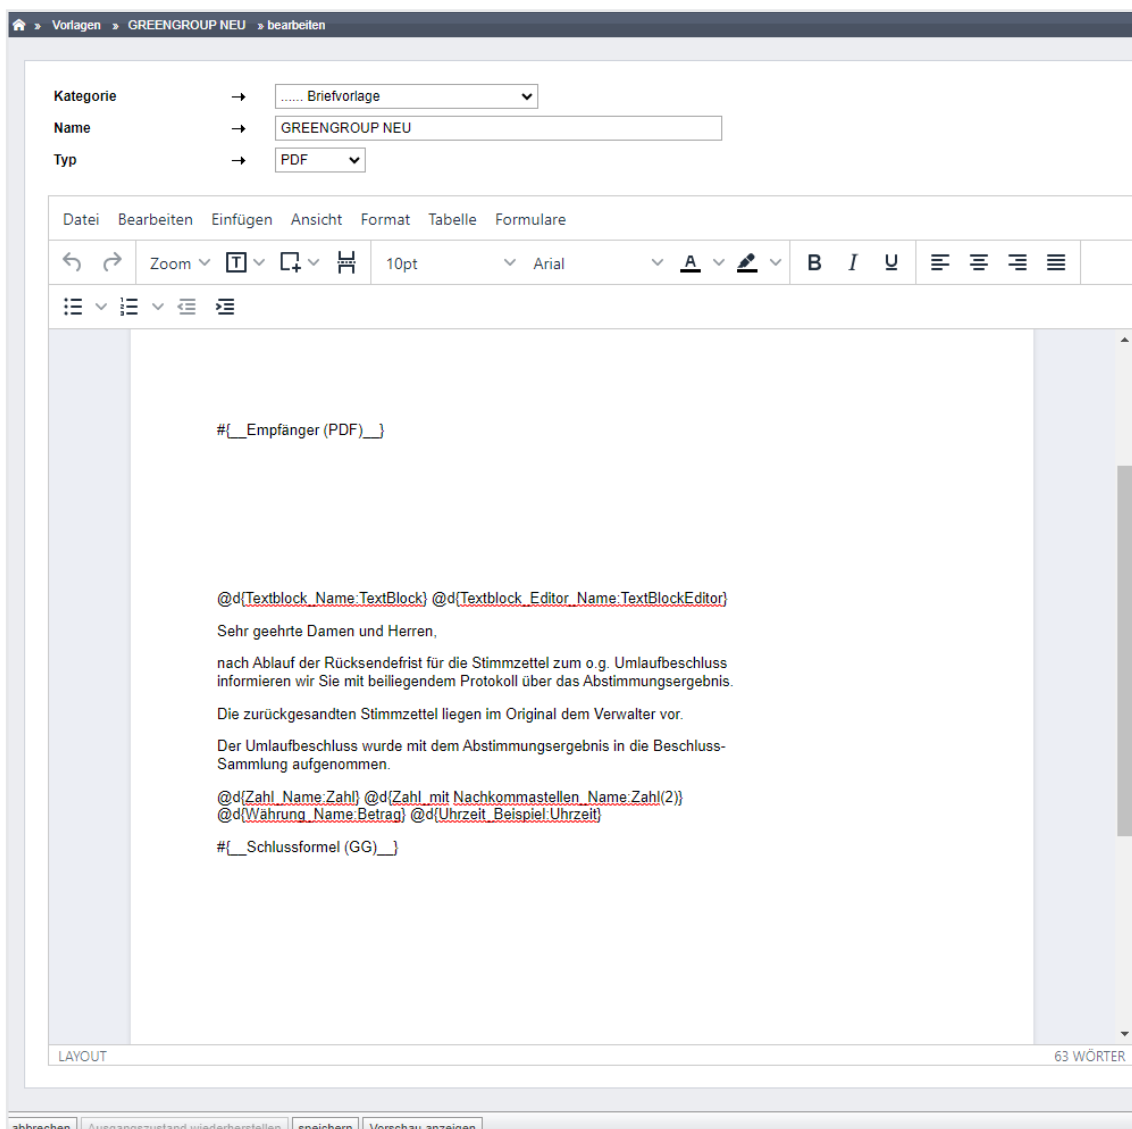 » Vorlagen » GREENGROUP NEU » bearbeiten
Kategorie ...... Briefvorlage
Name GREENGROUP NEU
Typ PDF
Datei Bearbeiten Einfügen Ansicht Format Tabelle Formulare
Zoom T 10pt Arial A B I U
#{__Empfänger (PDF)__}
@d{Textblock_Name:TextBlock} @d{Textblock_Editor_Name:TextBlockEditor}
Sehr geehrte Damen und Herren,
nach Ablauf der Rücksendefrist für die Stimmzettel zum o.g. Umlaufbeschluss
informieren wir Sie mit beiliegendem Protokoll über das Abstimmungsergebnis.
Die zurückgesandten Stimmzettel liegen im Original dem Verwalter vor.
Der Umlaufbeschluss wurde mit dem Abstimmungsergebnis in die Beschluss-
Sammlung aufgenommen.
@d{Zahl_Name:Zahl} @d{Zahl_mit Nachkommastellen_Name:Zahl(2)}
@d{Währung_Name:Betrag} @d{Uhrzeit_Beispiel:Uhrzeit}
#{__Schlussformel (GG)__}
LAYOUT 63 WÖRTER
abbrechen Ausgangszustand wiederherstellen speichern Vorschau anzeigen